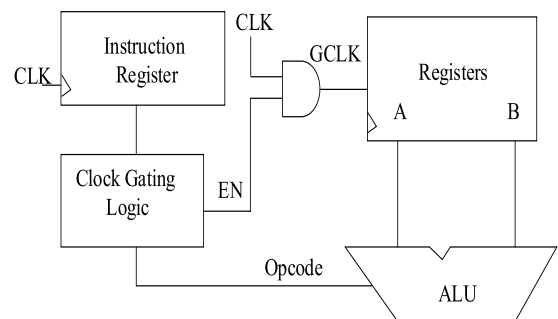 CLK
Instruction
Register
CLK
GCLK
Registers
A
B
Clock Gating
Logic
EN
Opcode
ALU